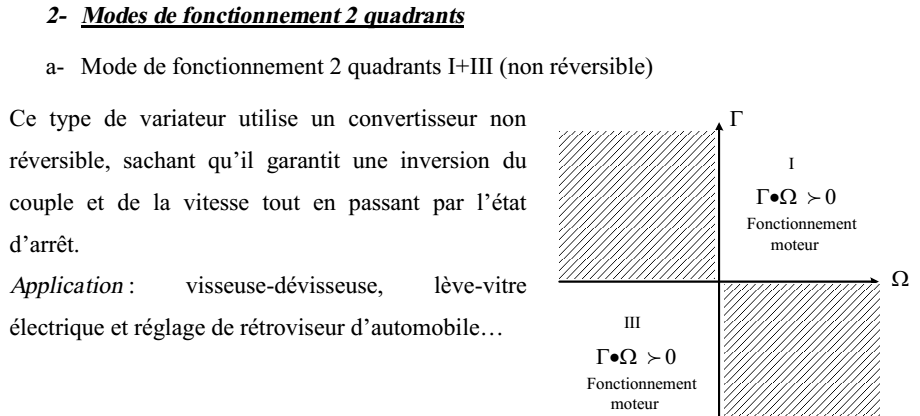 2- Modes de fonctionnement 2 quadrants
a- Mode de fonctionnement 2 quadrants I+III (non réversible)
Ce type de variateur utilise un convertisseur non
réversible, sachant qu'il garantit une inversion du
couple et de la vitesse tout en passant par l'état
d'arrêt.
Application : visseuse-dévisseuse, lève-vitre
électrique et réglage de rétroviseur d'automobile…
Γ
I
Γ•Ω ≻ 0
Fonctionnement
moteur
Ω
III
Γ•Ω ≻ 0
Fonctionnement
moteur